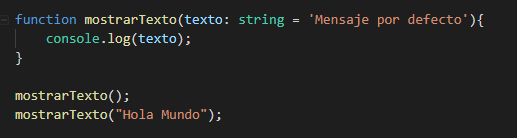 function mostrarTexto(texto: string = 'Mensaje por defecto'){
    console.log(texto);
}

mostrarTexto();
mostrarTexto("Hola Mundo");